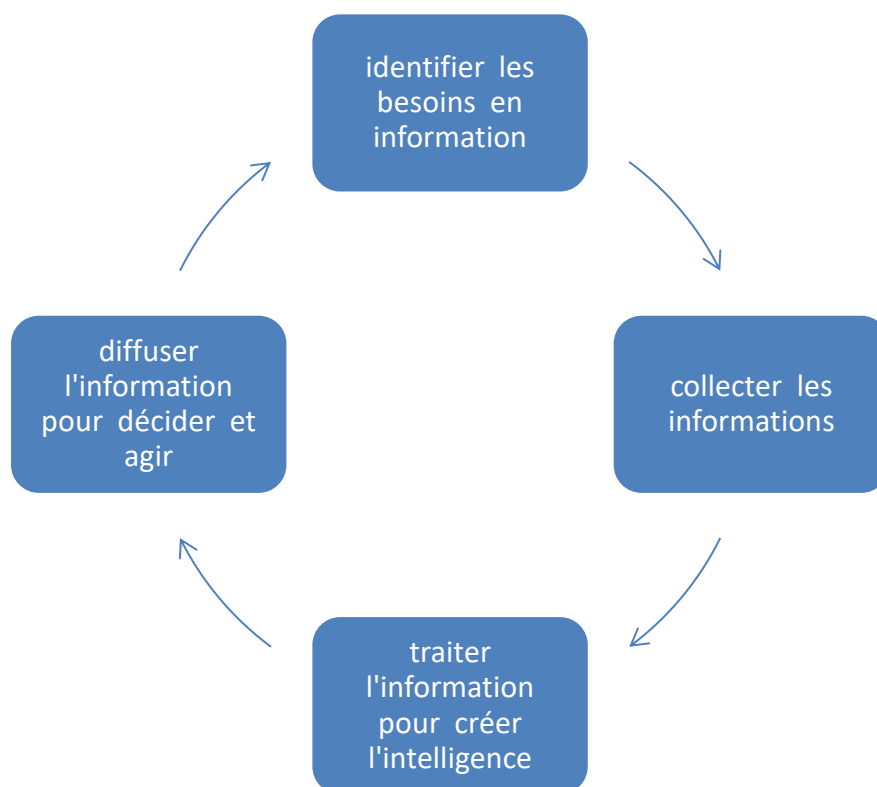 identifier les
besoins en
information
collecter les
informations
traiter
l'information
pour créer
l'intelligence
diffuser
l'information
pour décider et
agir